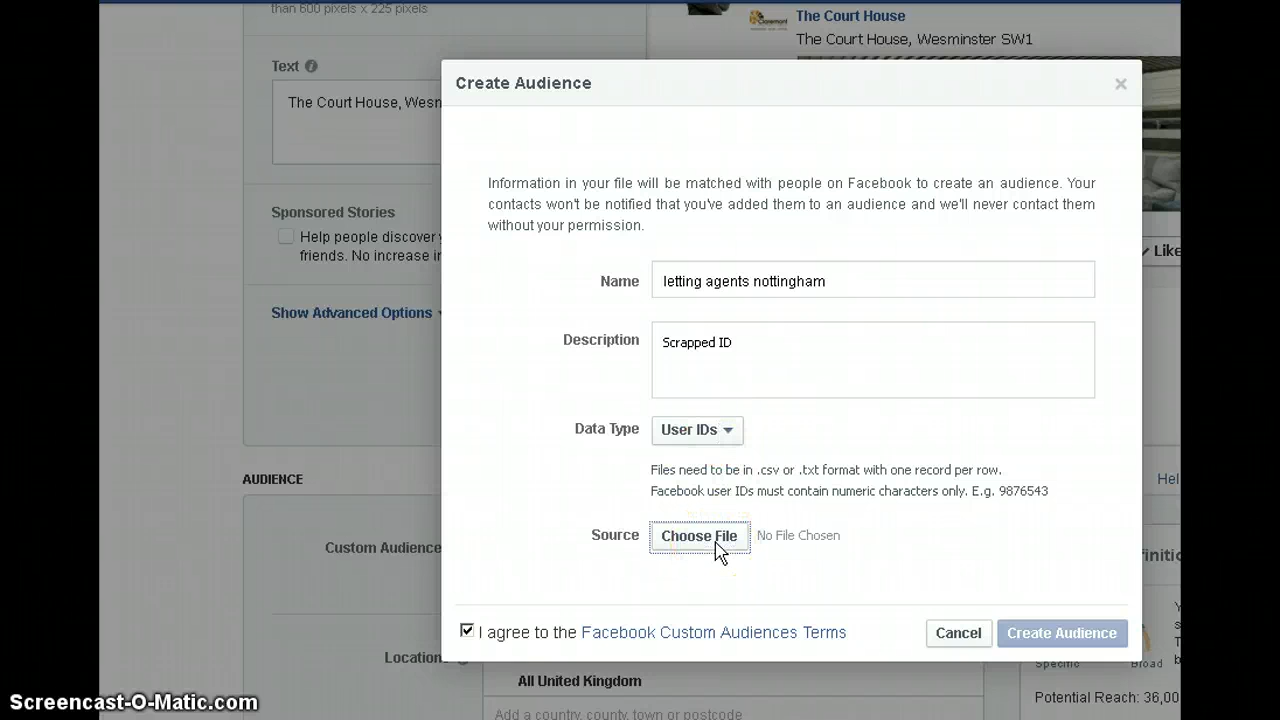 than 600 pixels x 225 pixels
The Court House
The Court House, Wesminster SW1
Text
Create Audience
The Court House, Wesn
Information in your file will be matched with people on Facebook to create an audience. Your
contacts won't be notified that you've added them to an audience and we'll never contact them
without your permission.
Sponsored Stories
Help people discover
friends. No increase in
Like
Name letting agents nottingham
Show Advanced Options
Description Scrapped ID
Data Type User IDs
Files need to be in .csv or .txt format with one record per row.
Facebook user IDs must contain numeric characters only. E.g. 9876543
AUDIENCE
Hel
Source Choose File No File Chosen
Custom Audience
finition
I agree to the Facebook Custom Audiences Terms
Cancel Create Audience
Location
Specific Broad
All United Kingdom
Potential Reach: 36,00
Add a country, county, town or postcode
Screencast-O-Matic.com